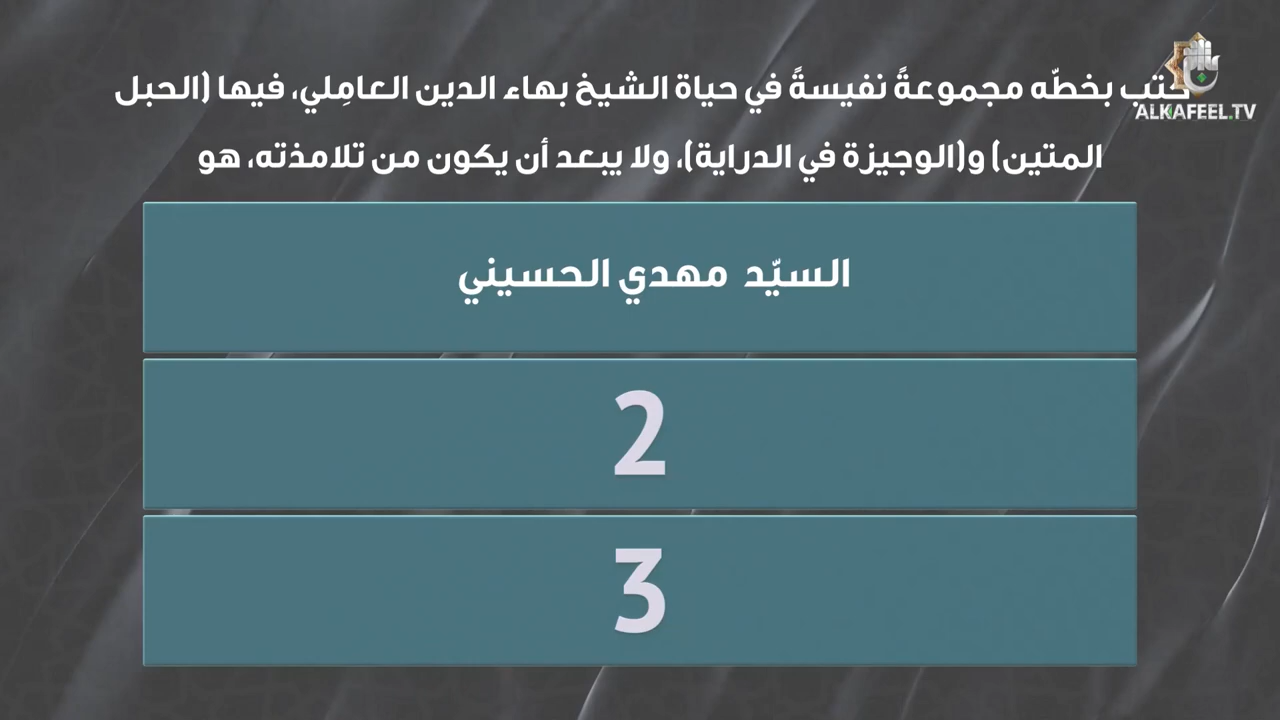 كتب بخطّه مجموعةً نفيسةً في حياة الشيخ بهاء الدين العامِلي، فيها (الحبل
المتين) و(الوجيزة في الدراية)، ولا يبعد أن يكون من تلامذته، هو
السيّد مهدي الحسيني
2
3
ALKAFEEL.TV